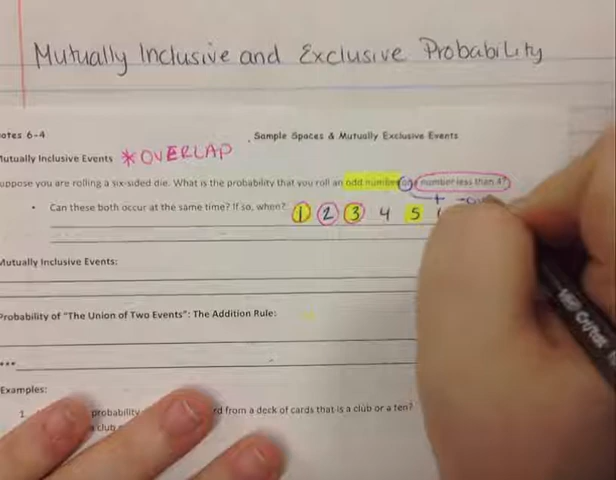 Mutually Inclusive and Exclusive Probability
otes 6-4 Sample Spaces & Mutually Exclusive Events
utually Inclusive Events *OVERLAP
uppose you are rolling a six-sided die. What is the probability that you roll an odd number or number less than 4?
+ -
• Can these both occur at the same time? If so, when? 1 2 3 4 5
Mutually Inclusive Events:
Probability of "The Union of Two Events": The Addition Rule:
***
Examples:
1. probability rd from a deck of cards that is a club or a ten?
a club